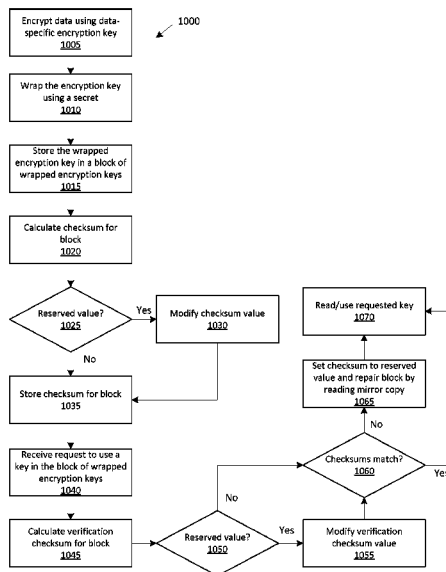 Encrypt data using data-
specific encryption key
1005
1000
Wrap the encryption key
using a secret
1010
Store the wrapped
encryption key in a block of
wrapped encryption keys
1015
Calculate checksum for
block
1020
Reserved value?
1025
Yes
Modify checksum value
1030
No
Store checksum for block
1035
Receive request to use a
key in the block of wrapped
encryption keys
1040
Calculate verification
checksum for block
1045
Reserved value?
1050
No
Yes
Modify verification
checksum value
1055
Checksums match?
1060
Yes
No
Set checksum to reserved
value and repair block by
reading mirror copy
1065
Read/use requested key
1070